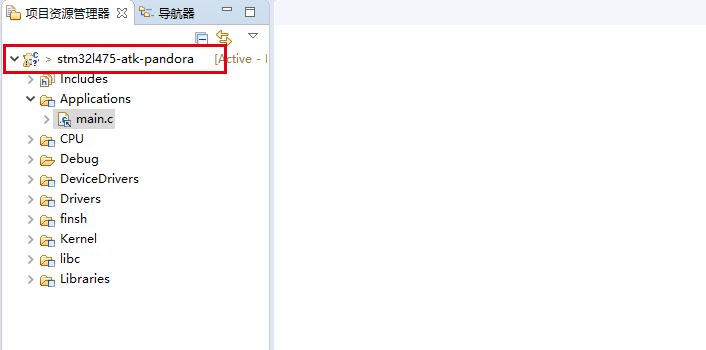 项目资源管理器 导航器
> stm32l475-atk-pandora [Active -
Includes
Applications
main.c
CPU
Debug
DeviceDrivers
Drivers
finsh
Kernel
libc
Libraries